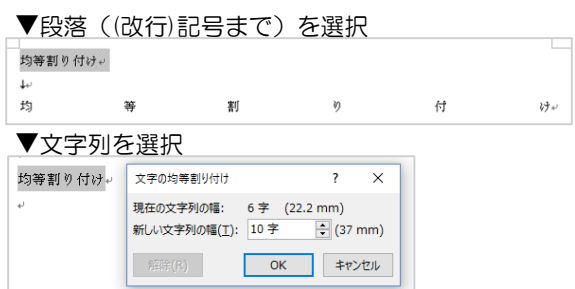 ▼段落（(改行)記号まで）を選択
均等割り付け↵
↓↵
均 等 割 り 付 け↵
▼文字列を選択
均等割り付け↵
↵
文字の均等割り付け ? ×
現在の文字列の幅: 6 字 (22.2 mm)
新しい文字列の幅(I): 10 字 (37 mm)
解除(R) OK キャンセル